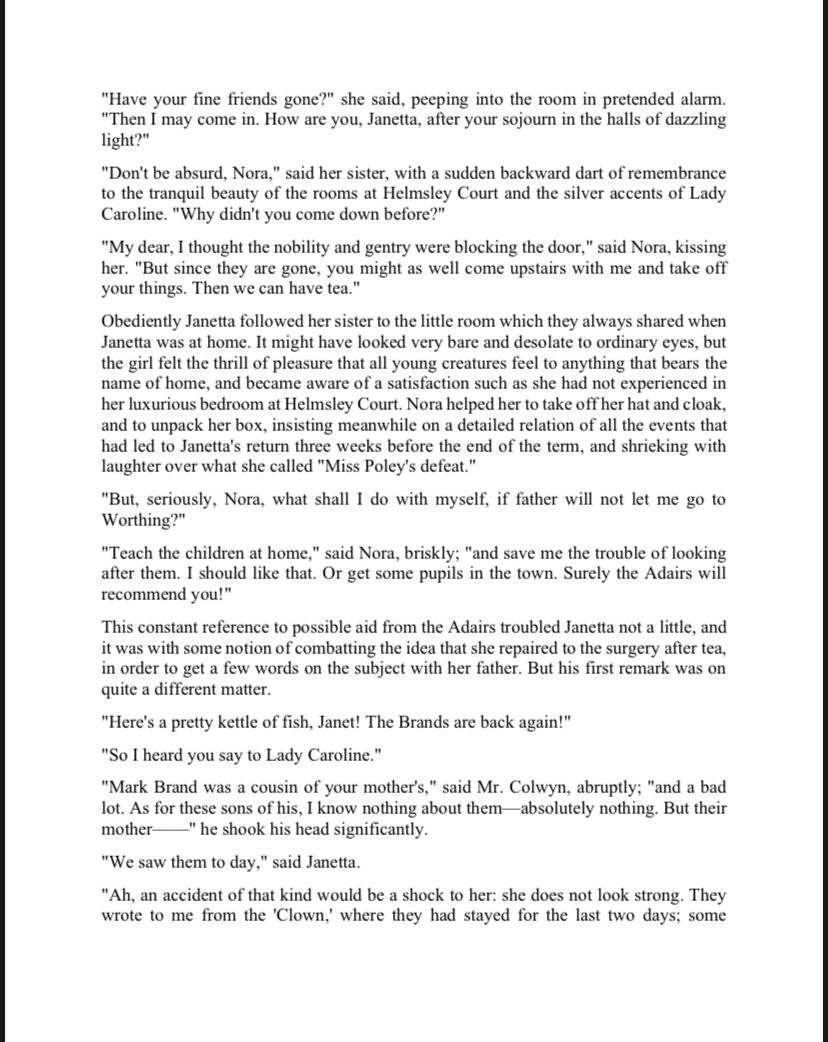 "Have your fine friends gone?" she said, peeping into the room in pretended alarm.
"Then I may come in. How are you, Janetta, after your sojourn in the halls of dazzling
light?"
"Don't be absurd, Nora," said her sister, with a sudden backward dart of remembrance
to the tranquil beauty of the rooms at Helmsley Court and the silver accents of Lady
Caroline. "Why didn't you come down before?"
"My dear, I thought the nobility and gentry were blocking the door," said Nora, kissing
her. "But since they are gone, you might as well come upstairs with me and take off
your things. Then we can have tea."
Obediently Janetta followed her sister to the little room which they always shared when
Janetta was at home. It might have looked very bare and desolate to ordinary eyes, but
the girl felt the thrill of pleasure that all young creatures feel to anything that bears the
name of home, and became aware of a satisfaction such as she had not experienced in
her luxurious bedroom at Helmsley Court. Nora helped her to take off her hat and cloak,
and to unpack her box, insisting meanwhile on a detailed relation of all the events that
had led to Janetta's return three weeks before the end of the term, and shrieking with
laughter over what she called "Miss Poley's defeat."
"But, seriously, Nora, what shall I do with myself, if father will not let me go to
Worthing?"
"Teach the children at home," said Nora, briskly; "and save me the trouble of looking
after them. I should like that. Or get some pupils in the town. Surely the Adairs will
recommend you!"
This constant reference to possible aid from the Adairs troubled Janetta not a little, and
it was with some notion of combatting the idea that she repaired to the surgery after tea,
in order to get a few words on the subject with her father. But his first remark was on
quite a different matter.
"Here's a pretty kettle of fish, Janet! The Brands are back again!"
"So I heard you say to Lady Caroline."
"Mark Brand was a cousin of your mother's," said Mr. Colwyn, abruptly; "and a bad
lot. As for these sons of his, I know nothing about them—absolutely nothing. But their
mother——" he shook his head significantly.
"We saw them to day," said Janetta.
"Ah, an accident of that kind would be a shock to her: she does not look strong. They
wrote to me from the 'Clown,' where they had stayed for the last two days; some